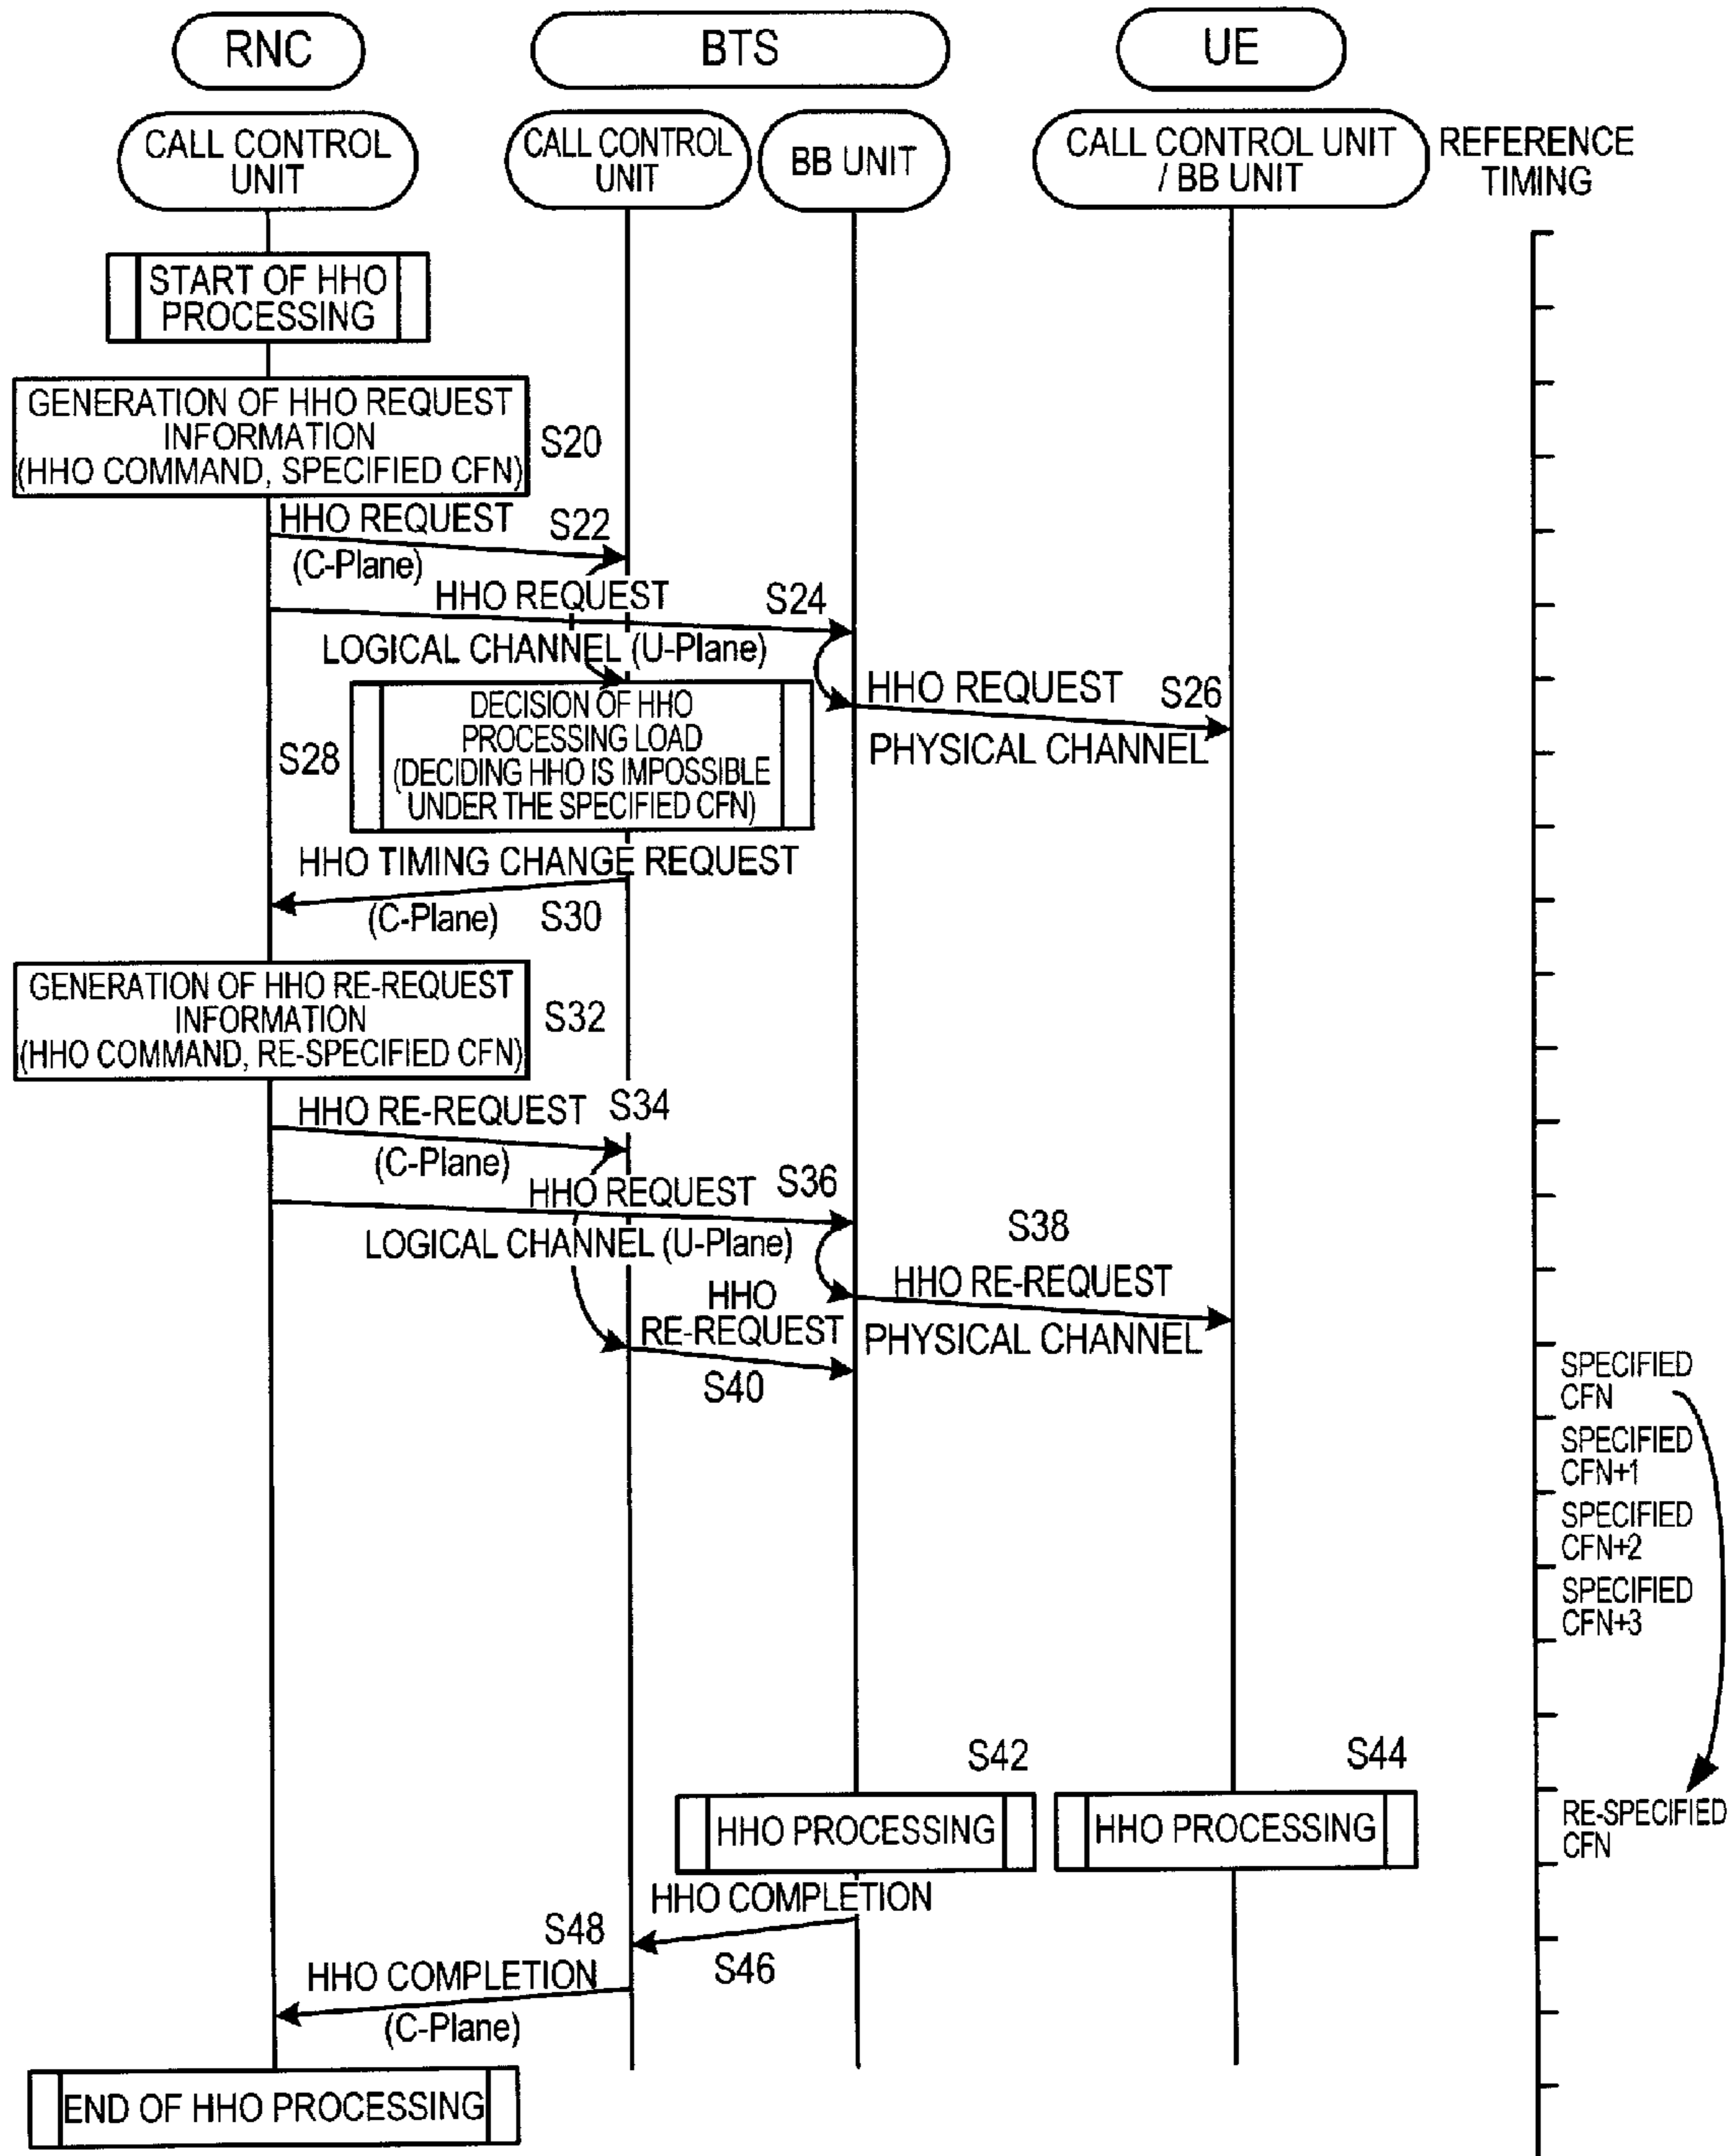 RNC
BTS
UE
CALL CONTROL
UNIT
CALL CONTROL
UNIT
BB UNIT
CALL CONTROL UNIT
/ BB UNIT
REFERENCE
TIMING
START OF HHO
PROCESSING
GENERATION OF HHO REQUEST
INFORMATION
(HHO COMMAND, SPECIFIED CFN)
S20
HHO REQUEST
S22
(C-Plane)
HHO REQUEST
S24
LOGICAL CHANNEL (U-Plane)
HHO REQUEST
S26
PHYSICAL CHANNEL
S28
DECISION OF HHO
PROCESSING LOAD
(DECIDING HHO IS IMPOSSIBLE
UNDER THE SPECIFIED CFN)
HHO TIMING CHANGE REQUEST
(C-Plane)
S30
GENERATION OF HHO RE-REQUEST
INFORMATION
(HHO COMMAND, RE-SPECIFIED CFN)
S32
HHO RE-REQUEST
S34
(C-Plane)
HHO REQUEST
S36
LOGICAL CHANNEL (U-Plane)
S38
HHO RE-REQUEST
PHYSICAL CHANNEL
HHO
RE-REQUEST
S40
SPECIFIED
CFN
SPECIFIED
CFN+1
SPECIFIED
CFN+2
SPECIFIED
CFN+3
S42
S44
HHO PROCESSING
HHO PROCESSING
RE-SPECIFIED
CFN
HHO COMPLETION
S46
S48
HHO COMPLETION
(C-Plane)
END OF HHO PROCESSING